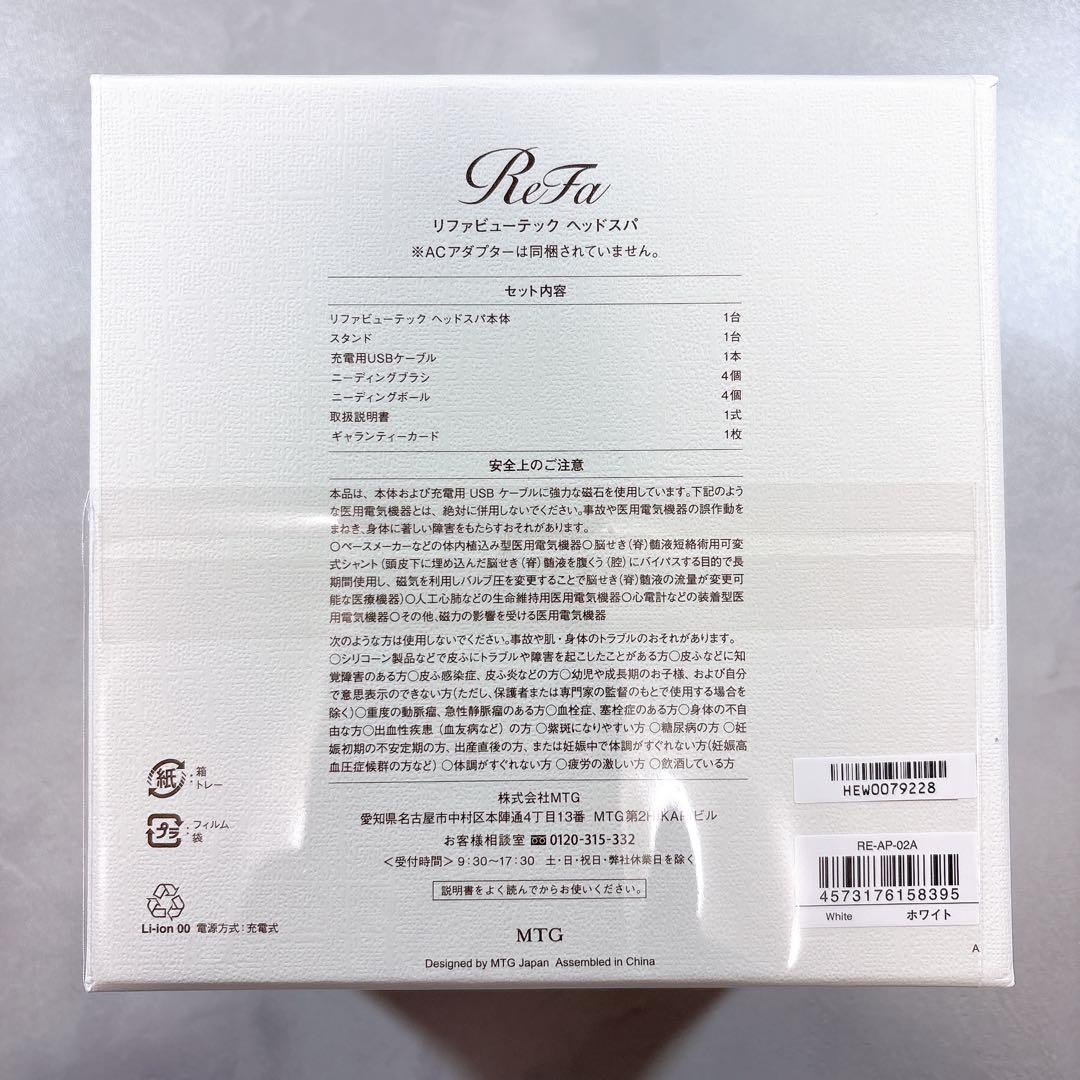 ReFa
リファビューテック ヘッドスパ
※ACアダプターは同梱されていません。
セット内容
リファビューテック ヘッドスパ本体 1台
スタンド 1台
充電用USBケーブル 1本
ニーディングブラシ 4個
ニーディングボール 4個
取扱説明書 1式
ギャランティーカード 1枚
安全上のご注意
本品は、本体および充電用 USB ケーブルに強力な磁石を使用しています。下記のよう
な医用電気機器とは、絶対に併用しないでください。事故や医用電気機器の誤作動を
まねき、身体に著しい障害をもたらすおそれがあります。
○ペースメーカーなどの体内植込み型医用電気機器○脳せき(脊)髄液短絡術用可変
式シャント(頭皮下に埋め込んだ脳せき(脊)髄液を腹くう(腔)にバイパスする目的で長
期間使用し、磁気を利用しバルブ圧を変更することで脳せき(脊)髄液の流量が変更可
能な医療機器)○人工心肺などの生命維持用医用電気機器○心電計などの装着型医
用電気機器○その他、磁力の影響を受ける医用電気機器
次のような方は使用しないでください。事故や肌・身体のトラブルのおそれがあります。
○シリコーン製品などで皮ふにトラブルや障害を起こしたことがある方○皮ふなどに知
覚障害のある方○皮ふ感染症、皮ふ炎などの方○幼児や成長期のお子様、および自分
で意思表示のできない方(ただし、保護者または専門家の監督のもとで使用する場合を
除く)○重度の動脈瘤、急性静脈瘤のある方○血栓症、塞栓症のある方○身体の不自
由な方○出血性疾患(血友病など)の方○紫斑になりやすい方○糖尿病の方○妊
娠初期の不安定期の方、出産直後の方、または妊娠中で体調がすぐれない方(妊娠高
血圧症候群の方など)○体調がすぐれない方○疲労の激しい方○飲酒している方
株式会社MTG
愛知県名古屋市中村区本陣通4丁目13番 MTG第2HIKARIビル
お客様相談室 0120-315-332
＜受付時間＞9:30〜17:30 土・日・祝日・弊社休業日を除く
説明書をよく読んでからお使いください。
MTG
Designed by MTG Japan Assembled in China
紙
箱
トレー
プラ
フィルム
袋
Li-ion 00 電源方式:充電式
HEW0079228
RE-AP-02A
4573176158395
White ホワイト
A